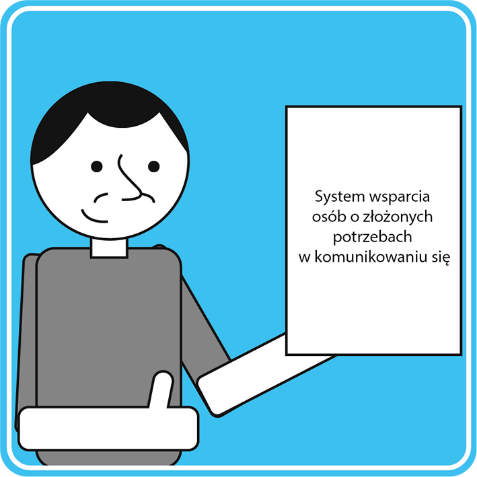 System wsparcia
osób o złożonych
potrzebach
w komunikowaniu się